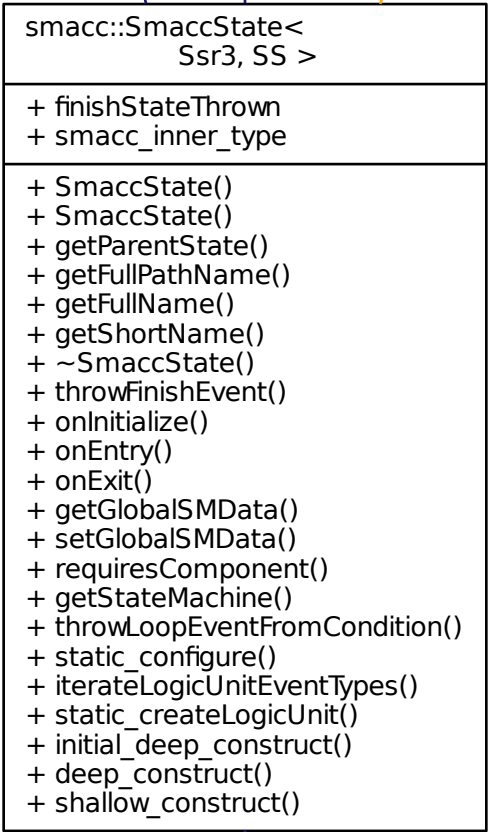 smacc::SmaccState<
Ssr3, SS >
+ finishStateThrown
+ smacc_inner_type
+ SmaccState()
+ SmaccState()
+ getParentState()
+ getFullPathName()
+ getFullName()
+ getShortName()
+ ~SmaccState()
+ throwFinishEvent()
+ onInitialize()
+ onEntry()
+ onExit()
+ getGlobalSMData()
+ setGlobalSMData()
+ requiresComponent()
+ getStateMachine()
+ throwLoopEventFromCondition()
+ static_configure()
+ iterateLogicUnitEventTypes()
+ static_createLogicUnit()
+ initial_deep_construct()
+ deep_construct()
+ shallow_construct()